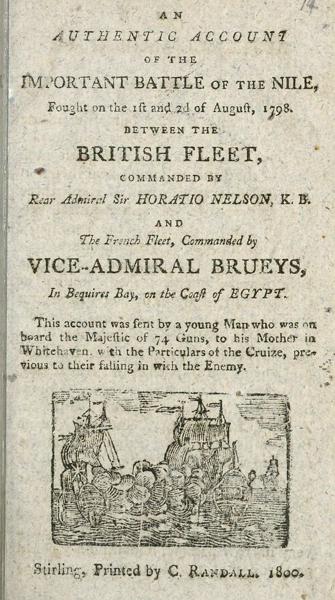 14
AN
AUTHENTIC ACCOUNT
OF THE
IMPORTANT BATTLE OF THE NILE,
Fought on the 1ſt and 2d of Auguſt, 1798.
BETWEEN THE
BRITISH FLEET,
COMMANDED BY
Rear Admiral Sir HORATIO NELSON, K. B.
AND
The French Fleet, Commanded by
VICE-ADMIRAL BRUEYS,
In Bequires Bay, on the Coaſt of EGYPT.
This account was ſent by a young Man who was on
board the Majeſtic of 74 Guns, to his Mother in
Whitehaven. with the Particulars of the Cruize, pre-
vious to their falling in with the Enemy.
Stirling, Printed by C. RANDALL. 1800.